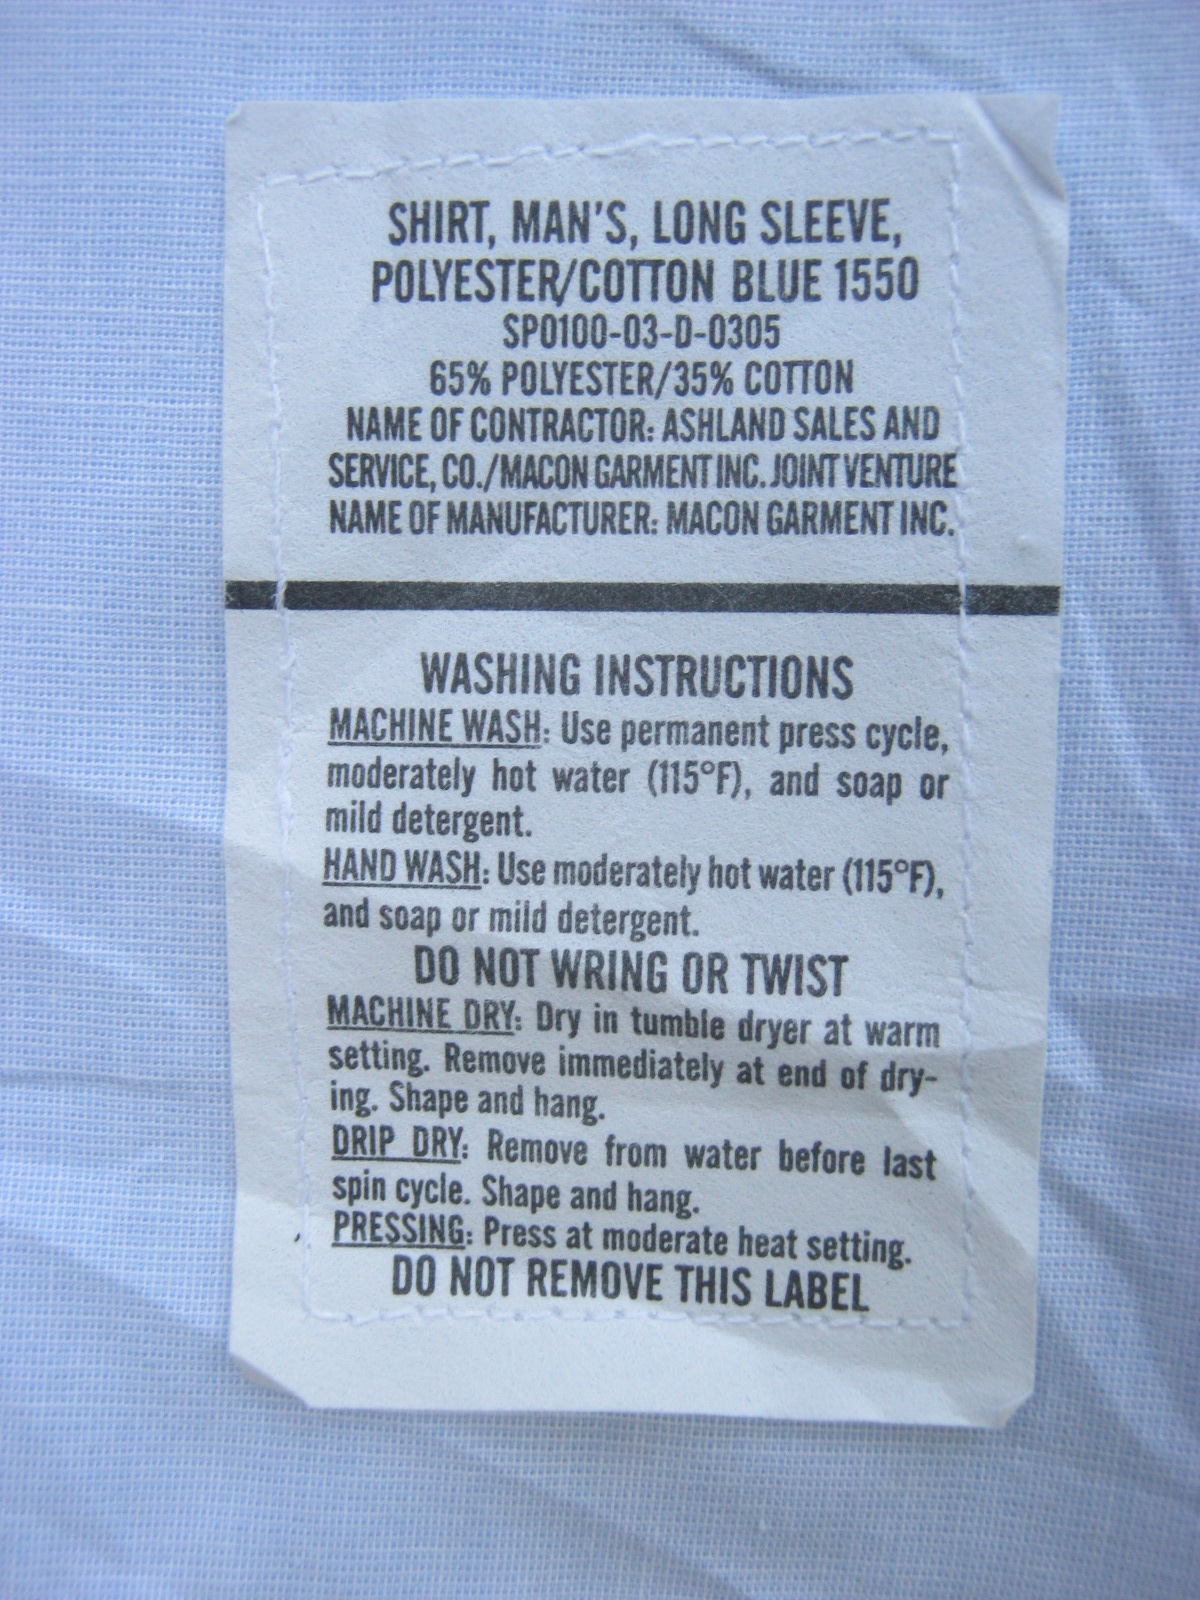 SHIRT, MAN'S, LONG SLEEVE,
POLYESTER/COTTON BLUE 1550
SPO100-03-D-0305
65% POLYESTER/35% COTTON
NAME OF CONTRACTOR: ASHLAND SALES AND
SERVICE, CO./MACON GARMENT INC. JOINT VENTURE
NAME OF MANUFACTURER: MACON GARMENT INC.
WASHING INSTRUCTIONS
MACHINE WASH: Use permanent press cycle,
moderately hot water (115°F), and soap or
mild detergent.
HAND WASH: Use moderately hot water (115°F),
and soap or mild detergent.
DO NOT WRING OR TWIST
MACHINE DRY: Dry in tumble dryer at warm
setting. Remove immediately at end of dry-
ing. Shape and hang.
DRIP DRY: Remove from water before last
spin cycle. Shape and hang.
PRESSING: Press at moderate heat setting.
DO NOT REMOVE THIS LABEL